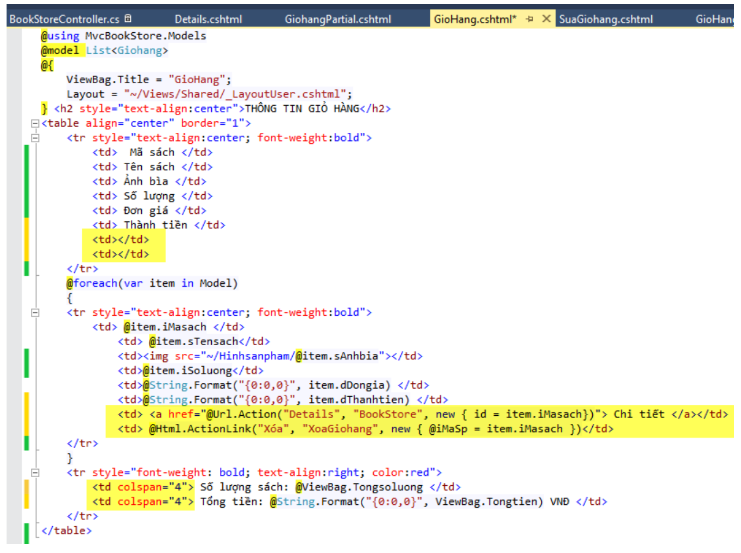 BookStoreController.cs Details.cshtml GiohangPartial.cshtml GioHang.cshtml* SuaGiohang.cshtml GioHan
@using MvcBookStore.Models
@model List<Giohang>
@{
ViewBag.Title = "GioHang";
Layout = "~/Views/Shared/_LayoutUser.cshtml";
} <h2 style="text-align:center">THÔNG TIN GIỎ HÀNG</h2>
<table align="center" border="1">
<tr style="text-align:center; font-weight:bold">
<td> Mã sách </td>
<td> Tên sách </td>
<td> Ảnh bìa </td>
<td> Số lượng </td>
<td> Đơn giá </td>
<td> Thành tiền </td>
<td></td>
<td></td>
</tr>
@foreach(var item in Model)
{
<tr style="text-align:center; font-weight:bold">
<td> @item.iMasach </td>
<td> @item.sTensach</td>
<td><img src="~/Hinhsanpham/@item.sAnhbia"></td>
<td>@item.iSoluong</td>
<td>@String.Format("{0:0,0}", item.dDongia) </td>
<td>@String.Format("{0:0,0}", item.dThanhtien) </td>
<td> <a href="@Url.Action("Details", "BookStore", new { id = item.iMasach})"> Chi tiết </a></td>
<td> @Html.ActionLink("Xóa", "XoaGiohang", new { @iMaSp = item.iMasach })</td>
</tr>
}
<tr style="font-weight: bold; text-align:right; color:red">
<td colspan="4"> Số lượng sách: @ViewBag.Tongsoluong </td>
<td colspan="4"> Tổng tiền: @String.Format("{0:0,0}", ViewBag.Tongtien) VNĐ </td>
</tr>
</table>